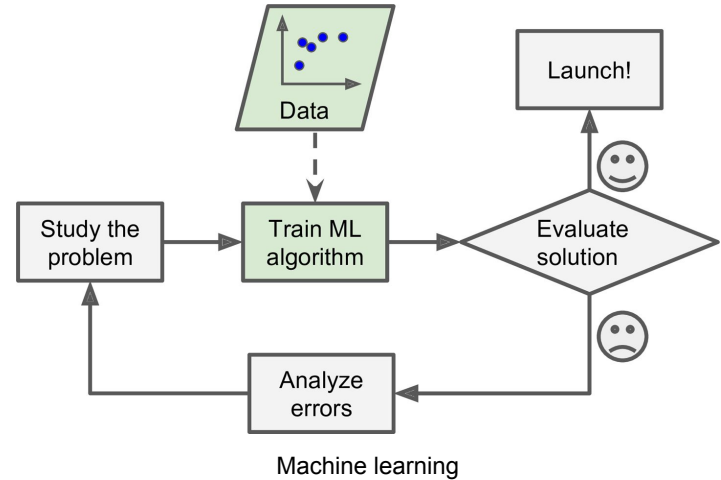 Data
Launch!
Study the
problem
Train ML
algorithm
Evaluate
solution
Analyze
errors
Machine learning